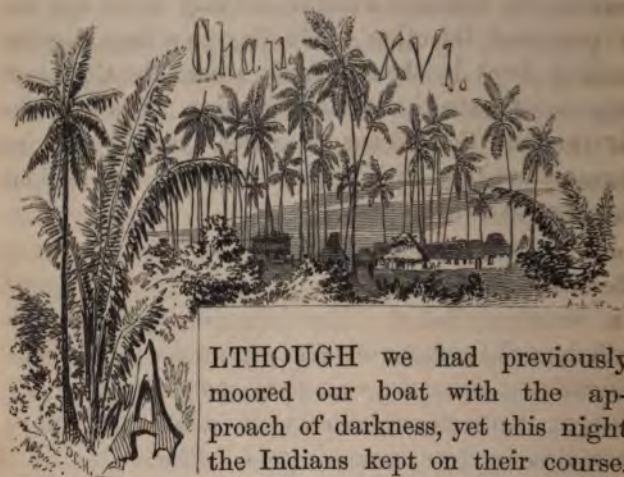 Chap. XVI.
ALTHOUGH we had previously
moored our boat with the ap-
proach of darkness, yet this night
the Indians kept on their course,